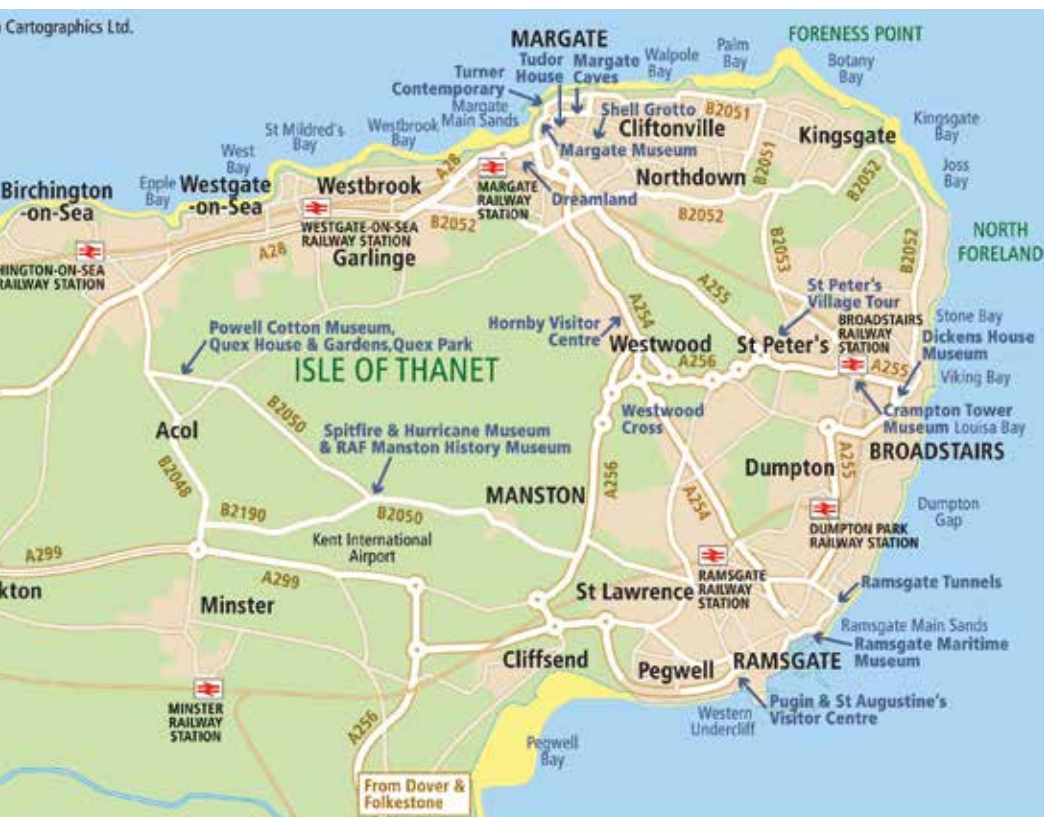 Cartographics Ltd.
MARGATE
FORENESS POINT
Turner
Contemporary
Tudor
House
Margate
Caves
Walpole
Bay
Palm
Bay
Botany
Bay
Margate
Main Sands
Shell Grotto
Cliftonville
B2051
Kingsgate
Kingsgate
Bay
St Mildred's
Bay
Westbrook
Bay
Margate Museum
B2051
Joss
Bay
West
Bay
Epple
Bay
Birchington
-on-Sea
Westgate
-on-Sea
Westbrook
A28
MARGATE
RAILWAY
STATION
Northdown
B2052
Dreamland
B2052
B2052
B2052
WESTGATE-ON-SEA
RAILWAY STATION
A28
Garlinge
B2053
NORTH
FORELAND
HINGTON-ON-SEA
RAILWAY STATION
A255
St Peter's
Village Tour
A254
Hornby Visitor
Centre
Westwood
St Peter's
BROADSTAIRS
RAILWAY
STATION
Stone Bay
Dickens House
Museum
Powell Cotton Museum,
Quex House & Gardens,Quex Park
ISLE OF THANET
A256
A255
Viking Bay
B2050
Westwood
Cross
Crampton Tower
Museum
Louisa Bay
Acol
Spitfire & Hurricane Museum
& RAF Manston History Museum
BROADSTAIRS
A255
Dumpton
B2048
A256
MANSTON
A254
B2190
B2050
Dumpton
Gap
DUMPTON PARK
RAILWAY STATION
Kent International
Airport
A299
A299
RAMSGATE
RAILWAY
STATION
kton
Minster
St Lawrence
Ramsgate Tunnels
Ramsgate Main Sands
Ramsgate Maritime
Museum
Cliffsend
Pegwell
RAMSGATE
MINSTER
RAILWAY
STATION
Pugin & St Augustine's
Visitor Centre
Western
Undercliff
A256
Pegwell
Bay
From Dover &
Folkestone